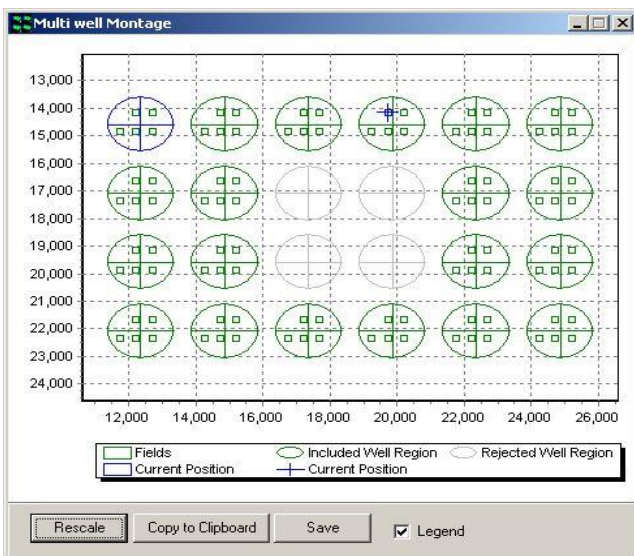 Multi well Montage
13,000
14,000
15,000
16,000
17,000
18,000
19,000
20,000
21,000
22,000
23,000
24,000
12,000 14,000 16,000 18,000 20,000 22,000 24,000 26,000
Fields Included Well Region Rejected Well Region
Current Position Current Position
Rescale Copy to Clipboard Save Legend